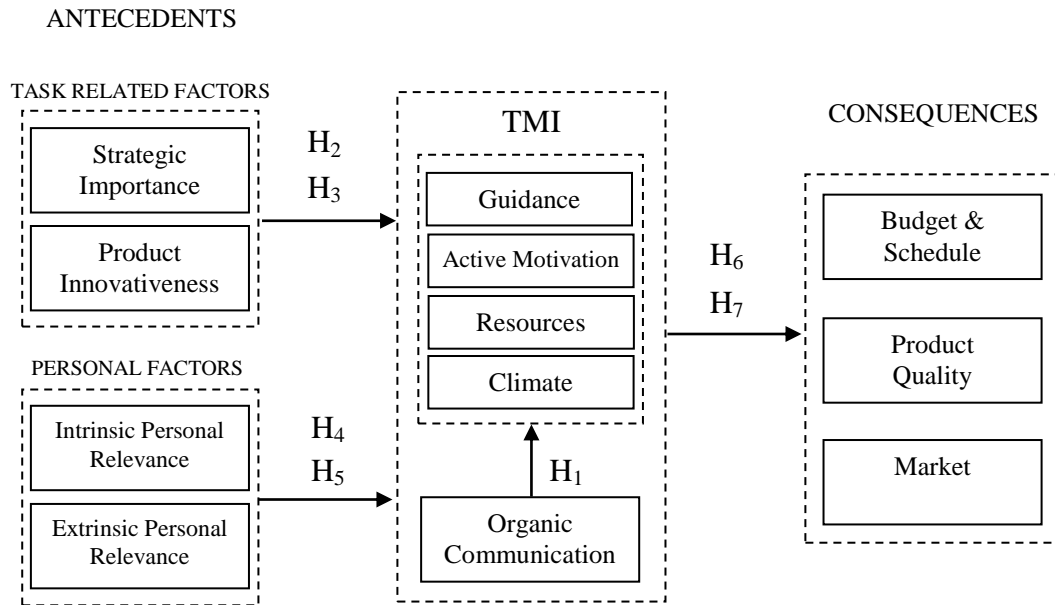 ANTECEDENTS
TASK RELATED FACTORS
Strategic
Importance
Product
Innovativeness
H₂
H₃
PERSONAL FACTORS
Intrinsic Personal
Relevance
Extrinsic Personal
Relevance
H₄
H₅
TMI
Guidance
Active Motivation
Resources
Climate
H₁
Organic
Communication
H₆
H₇
CONSEQUENCES
Budget &
Schedule
Product
Quality
Market